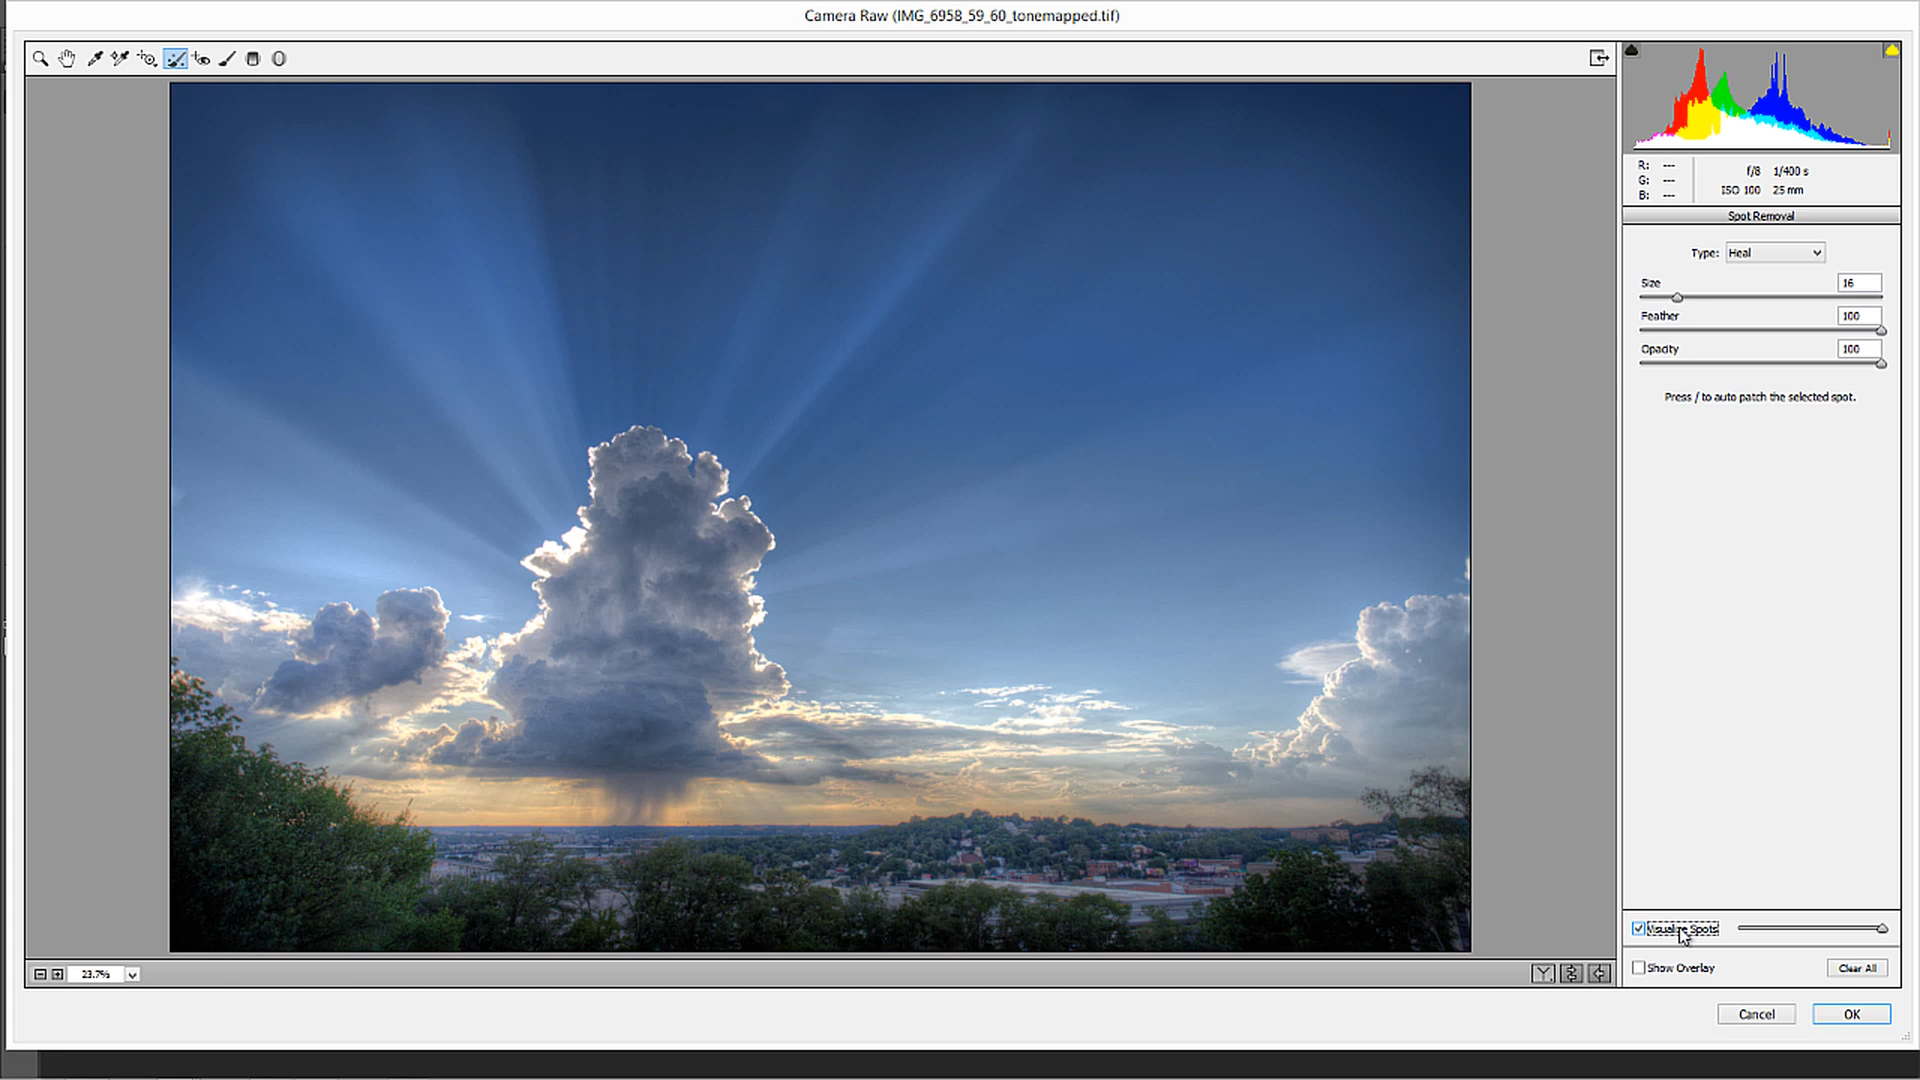 Camera Raw (IMG_6958_59_60_tonemapped.tif)
R: ---
G: ---
B: ---
f/8 1/400 s
ISO 100 25 mm
Spot Removal
Type: Heal
Size 16
Feather 100
Opacity 100
Press / to auto patch the selected spot.
Visualize Spots
Show Overlay
Clear All
23.7%
Cancel
OK